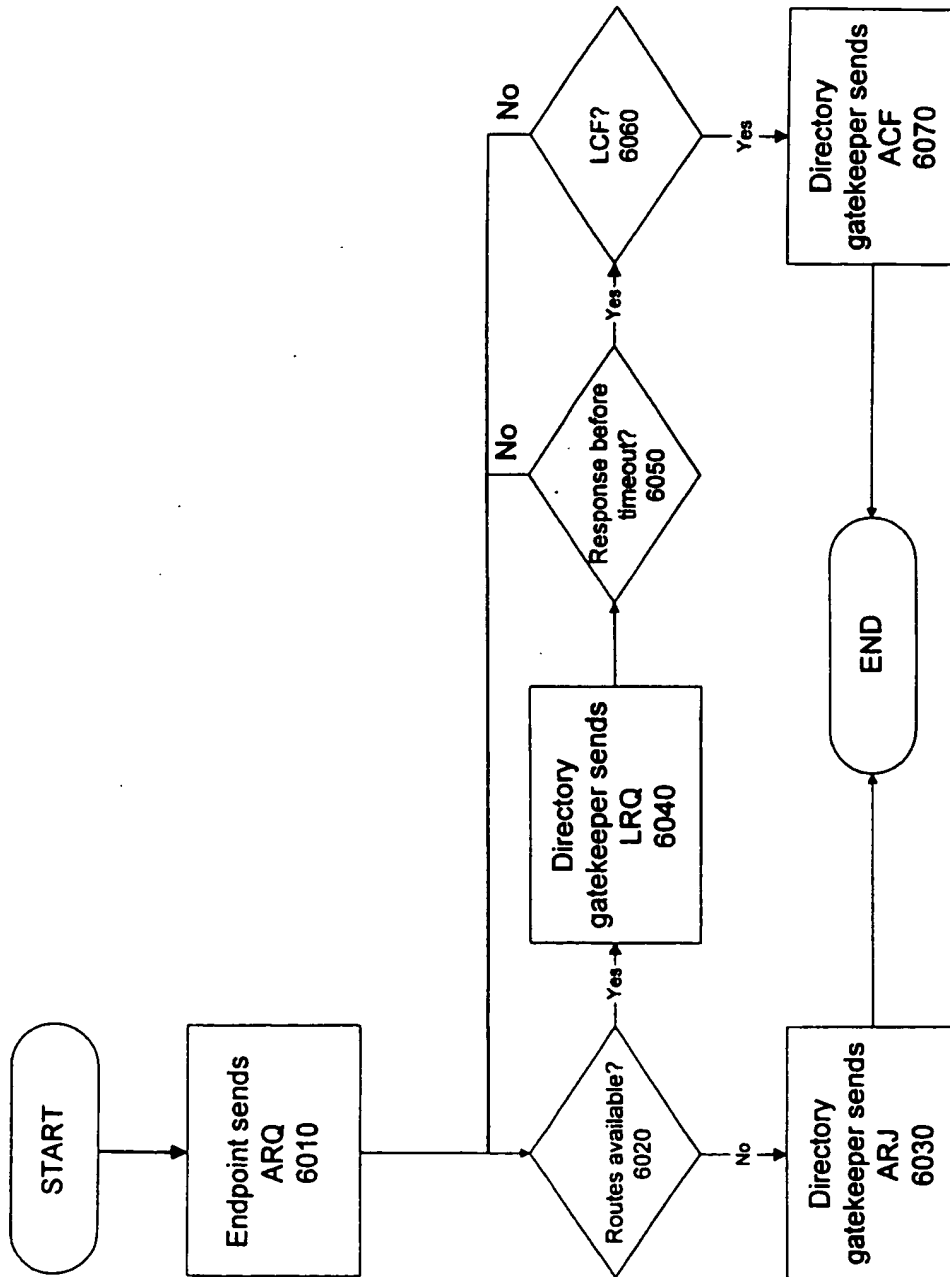 START
Endpoint sends
ARQ
6010
Routes available?
6020
No
Directory
gatekeeper sends
ARJ
6030
Yes
Directory
gatekeeper sends
LRQ
6040
Response before
timeout?
6050
No
Yes
LCF?
6060
No
Yes
Directory
gatekeeper sends
ACF
6070
END